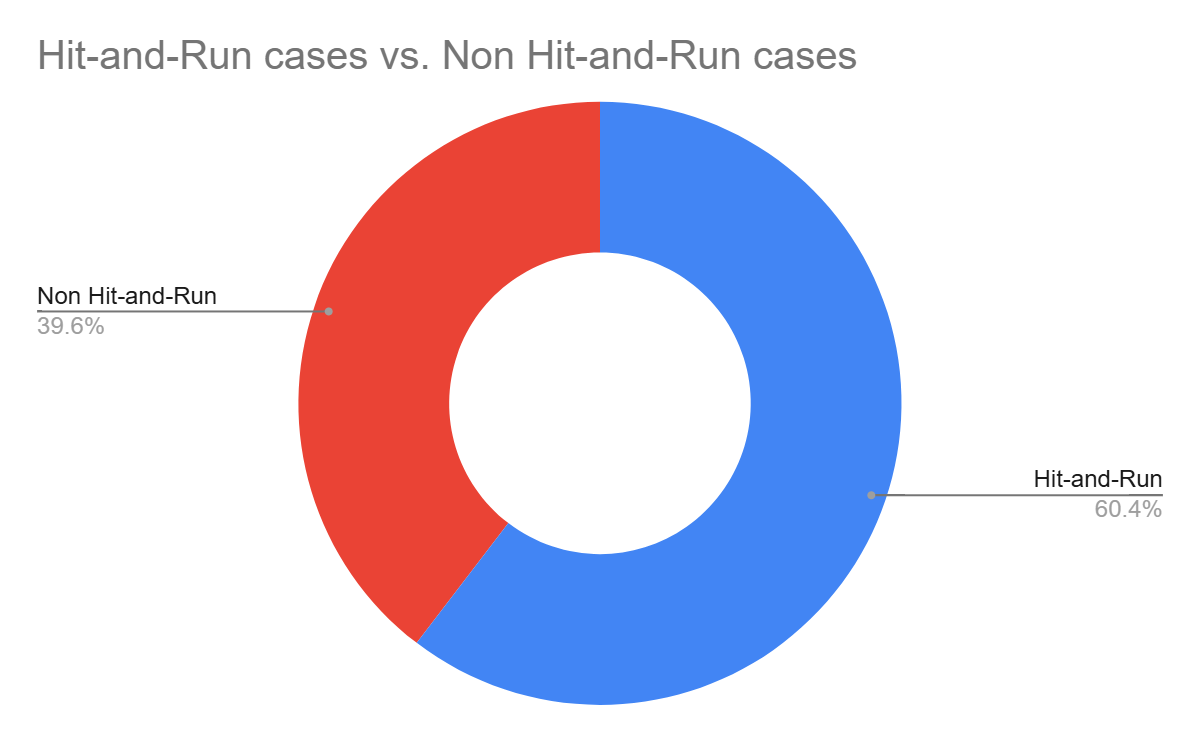 Hit-and-Run cases vs. Non Hit-and-Run cases
Non Hit-and-Run
39.6%
Hit-and-Run
60.4%